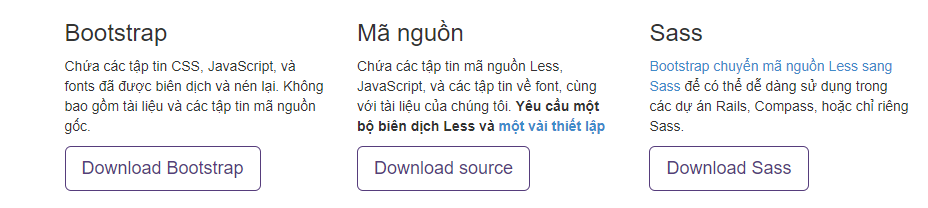 Bootstrap
Chứa các tập tin CSS, JavaScript, và
fonts đã được biên dịch và nén lại. Không
bao gồm tài liệu và các tập tin mã nguồn
gốc.
Download Bootstrap
Mã nguồn
Chứa các tập tin mã nguồn Less,
JavaScript, và các tập tin về font, cùng
với tài liệu của chúng tôi. Yêu cầu một
bộ biên dịch Less và một vài thiết lập
Download source
Sass
Bootstrap chuyển mã nguồn Less sang
Sass để có thể dễ dàng sử dụng trong
các dự án Rails, Compass, hoặc chỉ riêng
Sass.
Download Sass